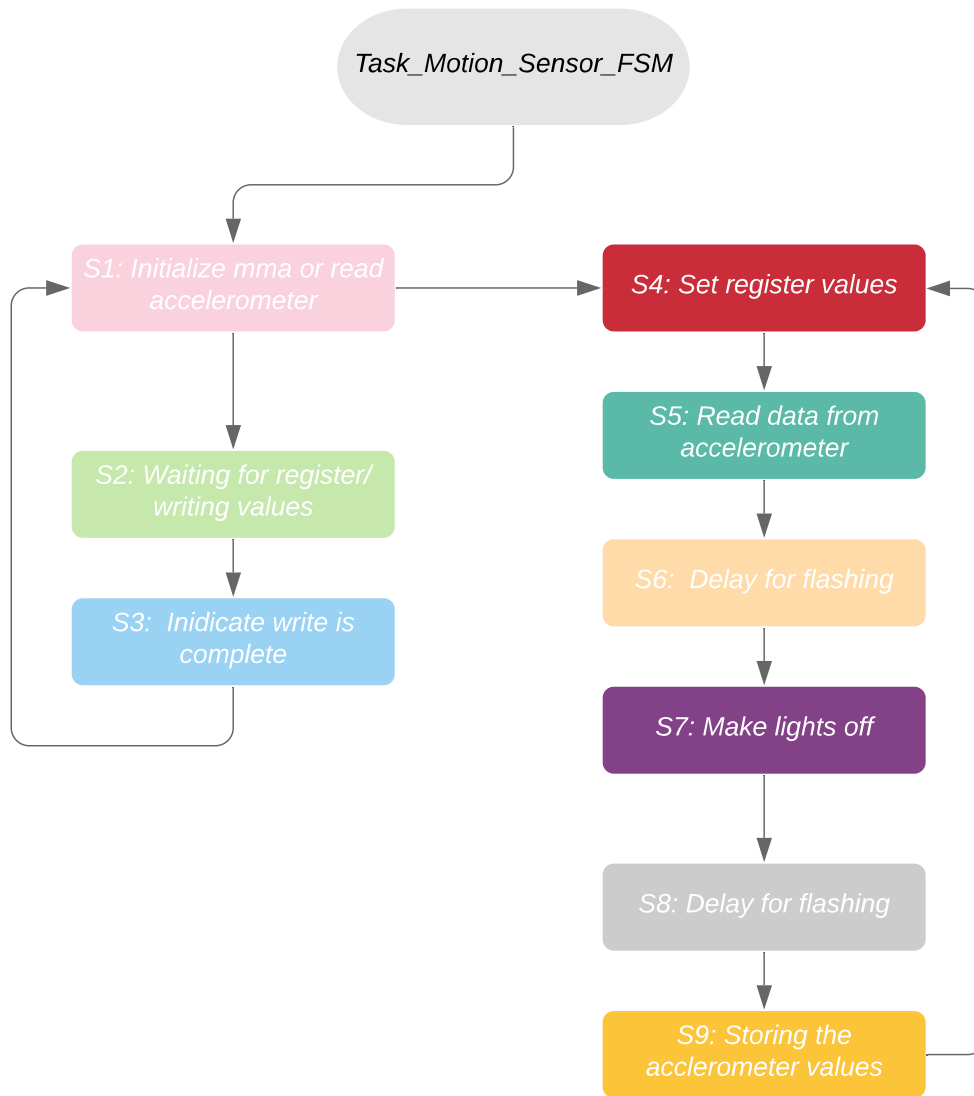 Task_Motion_Sensor_FSM
S1: Initialize mma or read
accelerometer
S4: Set register values
S5: Read data from
accelerometer
S2: Waiting for register/
writing values
S6:  Delay for flashing
S3:  Inidicate write is
complete
S7: Make lights off
S8: Delay for flashing
S9: Storing the
acclerometer values